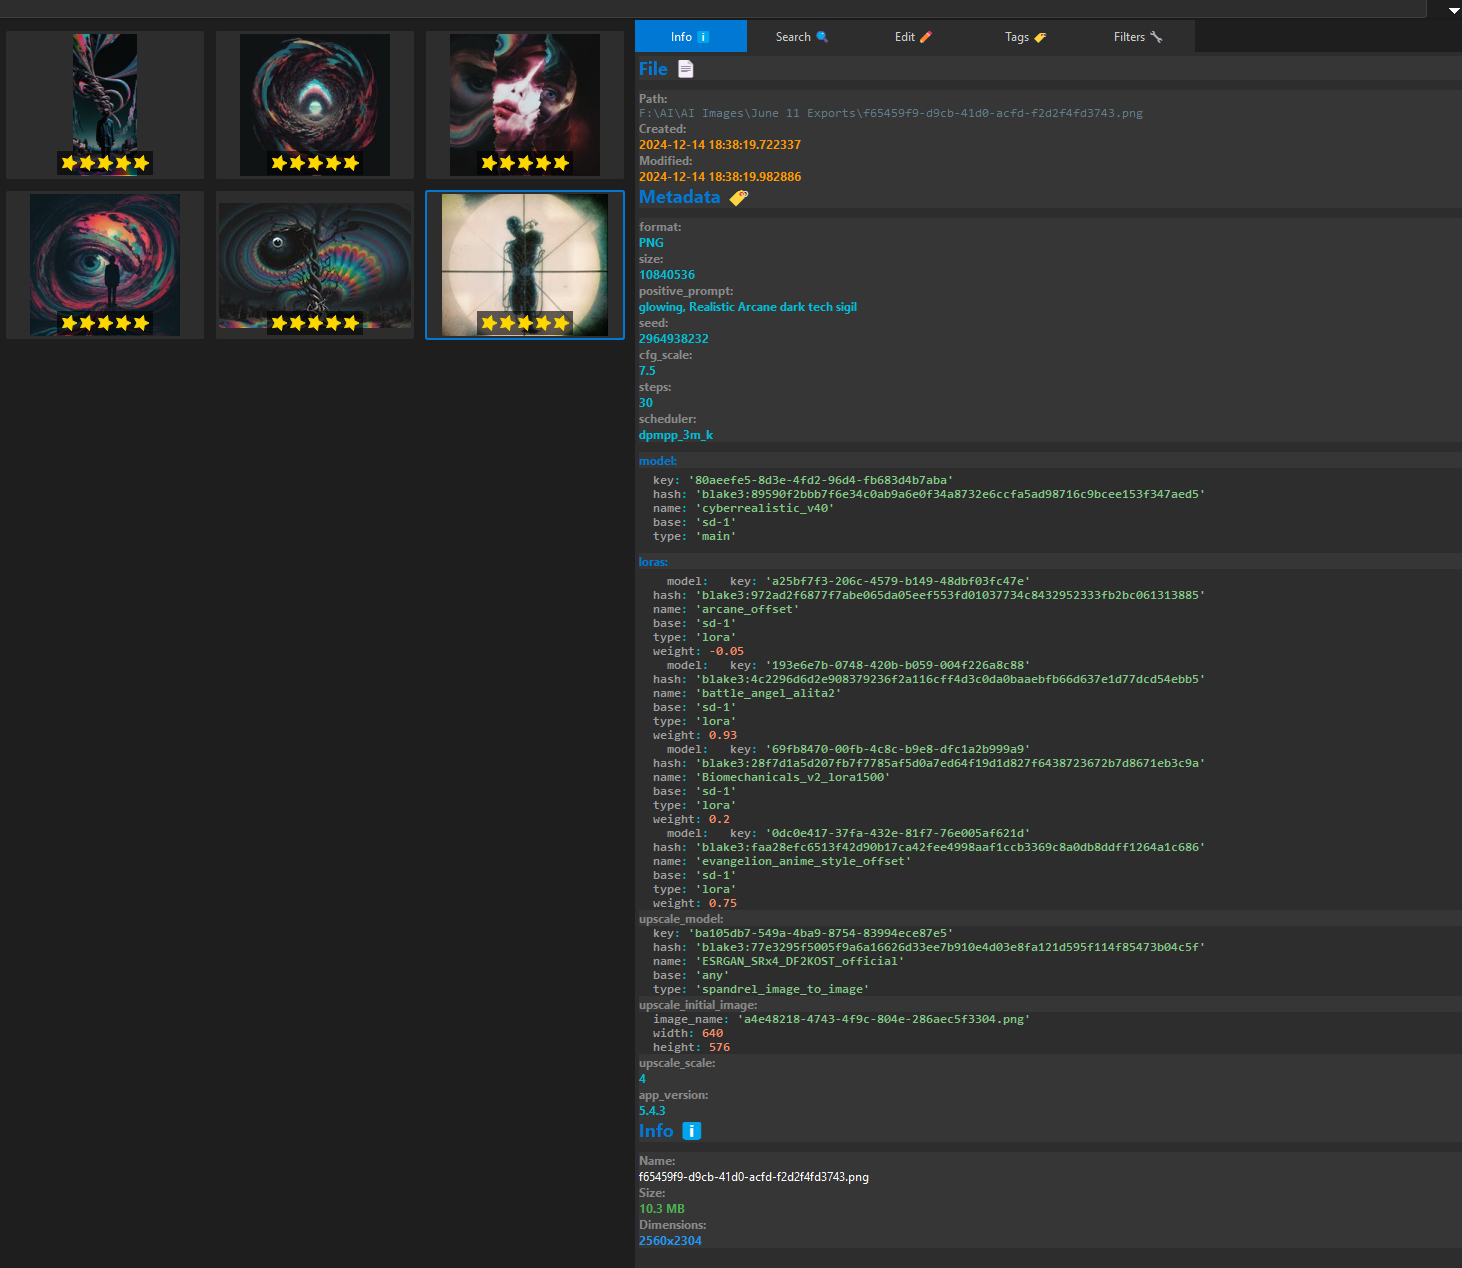 Info
Search
Edit
Tags
Filters
File
Path:
F:\AI\AI Images\June 11 Exports\f65459f9-d9cb-41d0-acfd-f2d2f4fd3743.png
Created:
2024-12-14 18:38:19.722337
Modified:
2024-12-14 18:38:19.982886
Metadata
format:
PNG
size:
10840536
positive_prompt:
glowing, Realistic Arcane dark tech sigil
seed:
2964938232
cfg_scale:
7.5
steps:
30
scheduler:
dpmpp_3m_k
model:
key: '80aeefe5-8d3e-4fd2-96d4-fb683d4b7aba'
hash: 'blake3:89590f2bbb7f6e34c0ab9a6e0f34a8732e6ccfa5ad98716c9bcee153f347aed5'
name: 'cyberrealistic_v40'
base: 'sd-1'
type: 'main'
loras:
model: key: 'a25bf7f3-206c-4579-b149-48dbf03fc47e'
hash: 'blake3:972ad2f6877f7abe065da05eef553fd01037734c8432952333fb2bc061313885'
name: 'arcane_offset'
base: 'sd-1'
type: 'lora'
weight: -0.05
model: key: '193e6e7b-0748-420b-b059-004f226a8c88'
hash: 'blake3:4c2296d6d2e908379236f2a116cff4d3c0da0baaebfb66d637e1d77dcd54ebb5'
name: 'battle_angel_alita2'
base: 'sd-1'
type: 'lora'
weight: 0.93
model: key: '69fb8470-00fb-4c8c-b9e8-dfc1a2b999a9'
hash: 'blake3:28f7d1a5d207fb7f7785af5d0a7ed64f19d1d827f6438723672b7d8671eb3c9a'
name: 'Biomechanicals_v2_lora1500'
base: 'sd-1'
type: 'lora'
weight: 0.2
model: key: '0dc0e417-37fa-432e-81f7-76e005af621d'
hash: 'blake3:faa28efc6513f42d90b17ca42fee4998aaf1ccb3369c8a0db8ddff1264a1c686'
name: 'evangelion_anime_style_offset'
base: 'sd-1'
type: 'lora'
weight: 0.75
upscale_model:
key: 'ba105db7-549a-4ba9-8754-83994ece87e5'
hash: 'blake3:77e3295f5005f9a6a16626d33ee7b910e4d03e8fa121d595f114f85473b04c5f'
name: 'ESRGAN_SRx4_DF2KOST_official'
base: 'any'
type: 'spandrel_image_to_image'
upscale_initial_image:
image_name: 'a4e48218-4743-4f9c-804e-286aec5f3304.png'
width: 640
height: 576
upscale_scale:
4
app_version:
5.4.3
Info
Name:
f65459f9-d9cb-41d0-acfd-f2d2f4fd3743.png
Size:
10.3 MB
Dimensions:
2560x2304